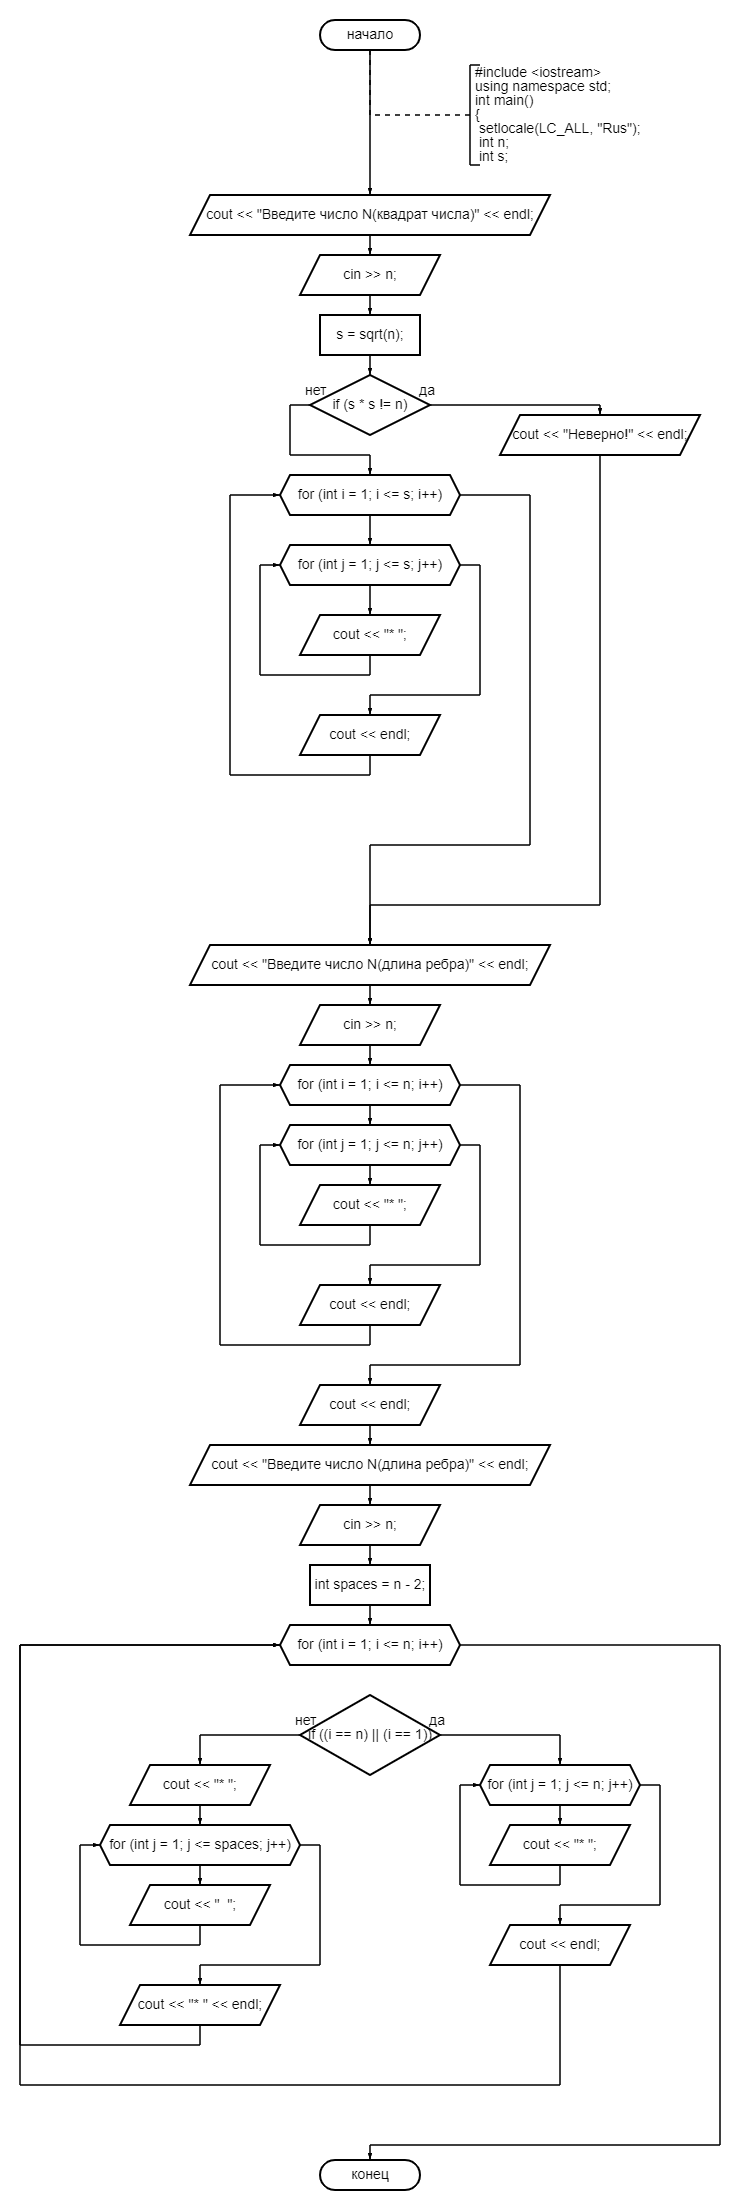 начало
#include <iostream>
using namespace std;
int main()
{
setlocale(LC_ALL, "Rus");
int n;
int s;
cout << "Введите число N(квадрат числа)" << endl;
cin >> n;
s = sqrt(n);
нет
да
if (s * s != n)
cout << "Неверно!" << endl;
for (int i = 1; i <= s; i++)
for (int j = 1; j <= s; j++)
cout << "* ";
cout << endl;
cout << "Введите число N(длина ребра)" << endl;
cin >> n;
for (int i = 1; i <= n; i++)
for (int j = 1; j <= n; j++)
cout << "* ";
cout << endl;
cout << endl;
cout << "Введите число N(длина ребра)" << endl;
cin >> n;
int spaces = n - 2;
for (int i = 1; i <= n; i++)
нет
да
if ((i == n) || (i == 1))
cout << "* ";
for (int j = 1; j <= n; j++)
for (int j = 1; j <= spaces; j++)
cout << "* ";
cout << "  ";
cout << endl;
cout << "* " << endl;
конец